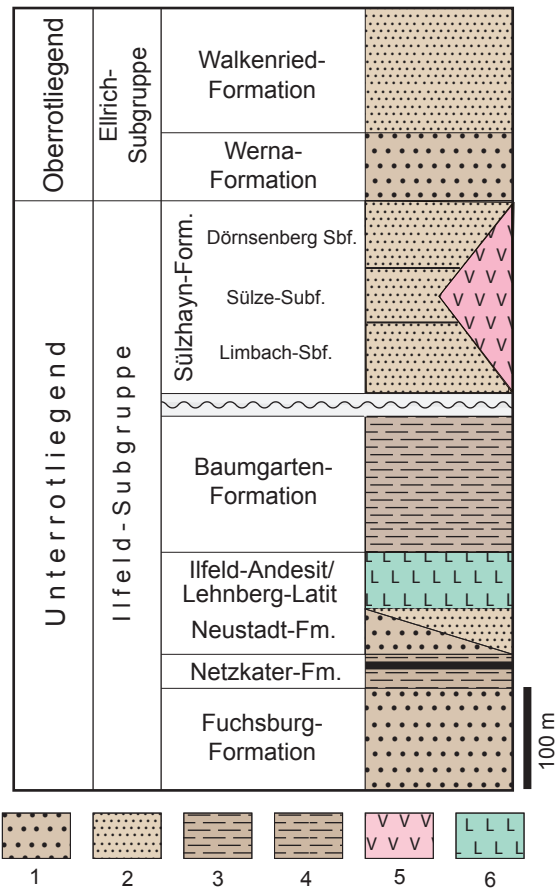 Oberrotliegend
Ellrich-
Subgruppe
Walkenried-
Formation
Werna-
Formation
Unterrotliegend
Ilfeld-Subgruppe
Sülzhayn-Form.
Dörnsenberg Sbf.
Sülze-Subf.
Limbach-Sbf.
Baumgarten-
Formation
Ilfeld-Andesit/
Lehnberg-Latit
Neustadt-Fm.
Netzkater-Fm.
Fuchsburg-
Formation
100 m
1 2 3 4 5 6